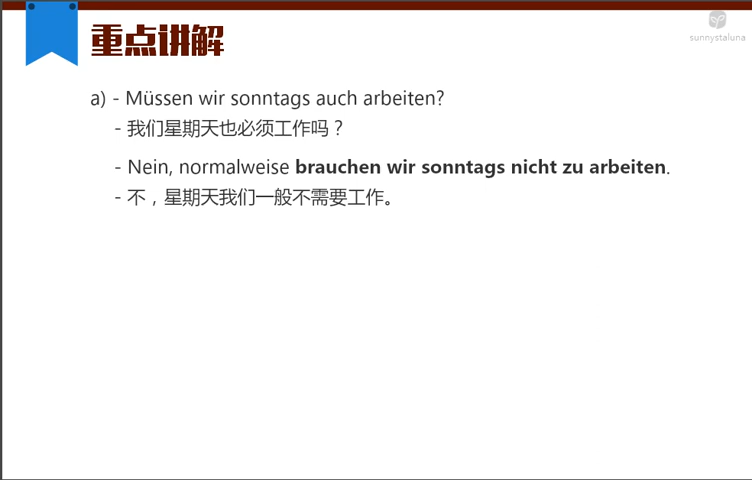 sunnystaluna
重点讲解
a) - Müssen wir sonntags auch arbeiten?
- 我们星期天也必须工作吗？
- Nein, normalweise brauchen wir sonntags nicht zu arbeiten.
- 不，星期天我们一般不需要工作。